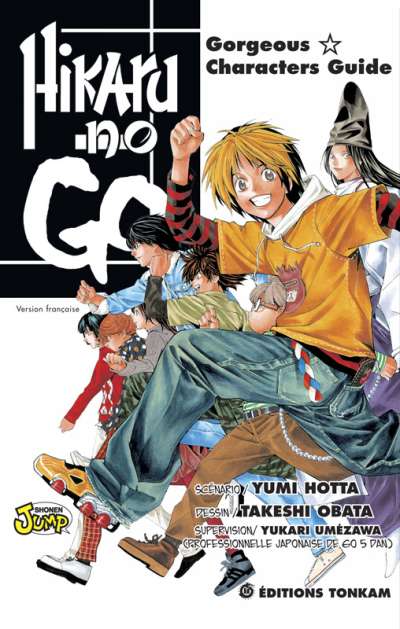 HiKARU
Gorgeous ☆
Characters Guide
no
GO
Version française
SCÉNARIO/ YUMI HOTTA
DESSIN/ TAKESHI OBATA
SUPERVISION/ YUKARI UMÉZAWA
(PROFESSIONNELLE JAPONAISE DE GO 5 DAN)
SHONEN
JUMP
ÉDITIONS TONKAM